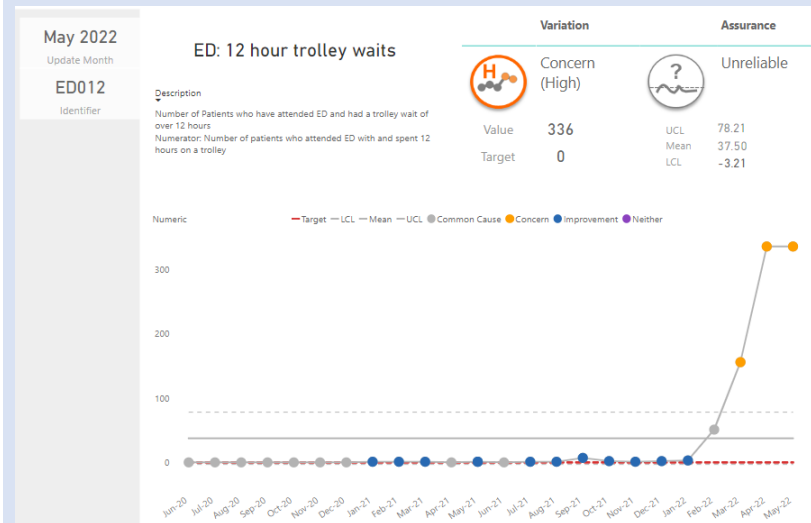 May 2022
Update Month
ED012
Identifier
ED: 12 hour trolley waits
Description
Number of Patients who have attended ED and had a trolley wait of
over 12 hours
Numerator: Number of patients who attended ED with and spent 12
hours on a trolley
Variation
Assurance
H
Concern
(High)
?
Unreliable
Value 336
Target 0
UCL 78.21
Mean 37.50
LCL -3.21
Numeric
Target LCL Mean UCL Common Cause Concern Improvement Neither
300
200
100
0
Jun-20 Jul-20 Aug-20 Sep-20 Oct-20 Nov-20 Dec-20 Jan-21 Feb-21 Mar-21 Apr-21 May-21 Jun-21 Jul-21 Aug-21 Sep-21 Oct-21 Nov-21 Dec-21 Jan-22 Feb-22 Mar-22 Apr-22 May-22